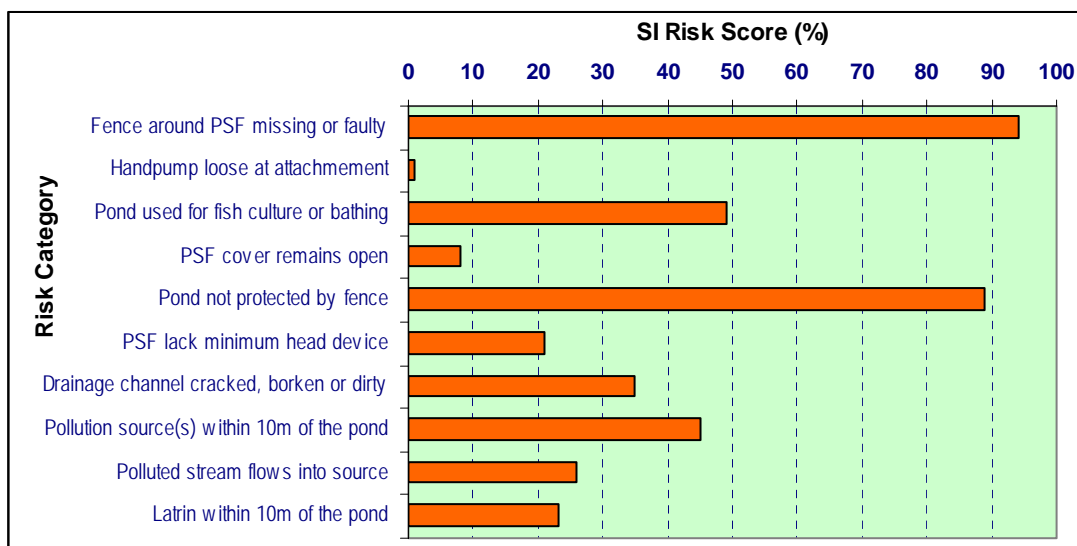 SI Risk Score (%)
0 10 20 30 40 50 60 70 80 90 100
Risk Category
Fence around PSF missing or faulty
Handpump loose at attachmement
Pond used for fish culture or bathing
PSF cover remains open
Pond not protected by fence
PSF lack minimum head device
Drainage channel cracked, borken or dirty
Pollution source(s) within 10m of the pond
Polluted stream flows into source
Latrin within 10m of the pond